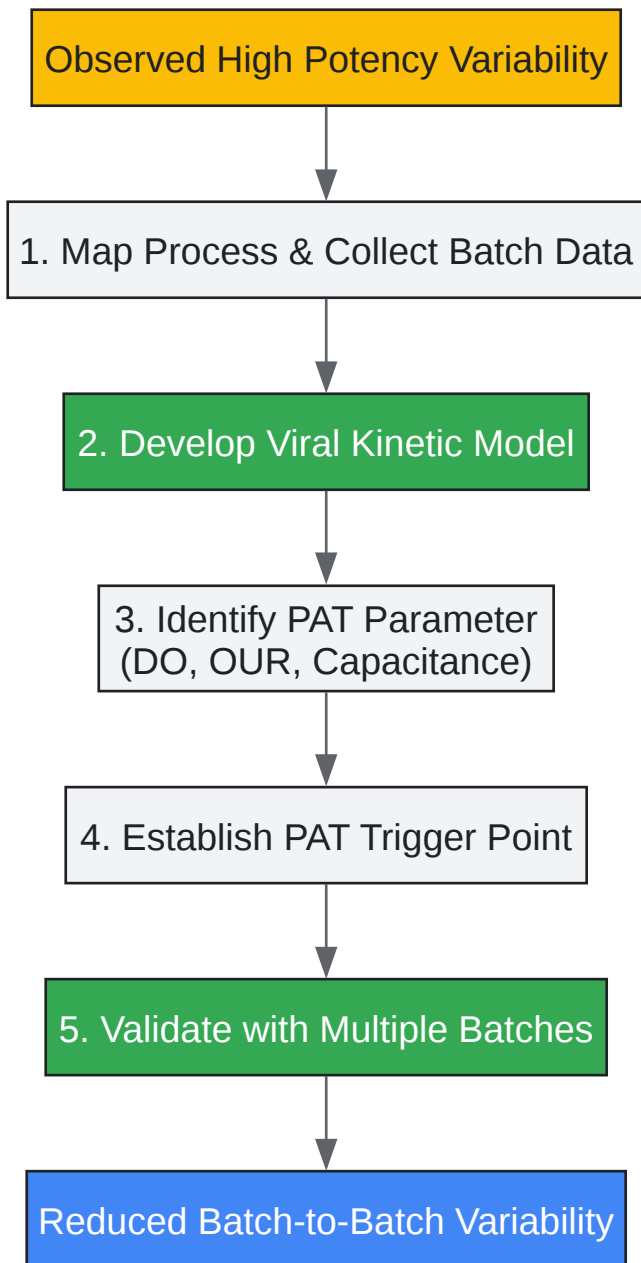 Observed High Potency Variability
1. Map Process & Collect Batch Data
2. Develop Viral Kinetic Model
3. Identify PAT Parameter
(DO, OUR, Capacitance)
4. Establish PAT Trigger Point
5. Validate with Multiple Batches
Reduced Batch-to-Batch Variability